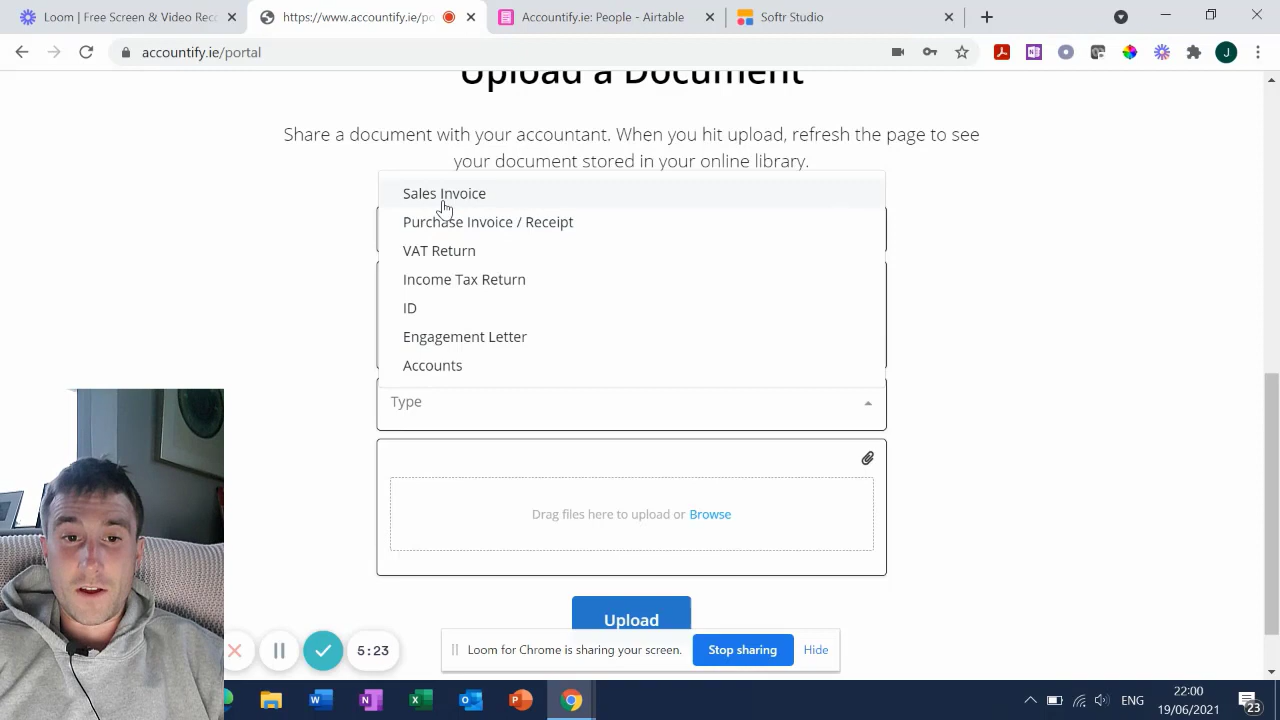 oom | Free Screen & Video Reco
https://www.accountify.ie/po
Accountify.ie: People - Airtable
Softr Studio
accountify.ie/portal
J
Upload a Document
Share a document with your accountant. When you hit upload, refresh the page to see
your document stored in your online library.
Sales Invoice
Purchase Invoice / Receipt
VAT Return
Income Tax Return
ID
Engagement Letter
Accounts
Type
Drag files here to upload or Browse
Upload
5:23
Loom for Chrome is sharing your screen.
Stop sharing
Hide
ENG
22:00
19/06/2021
23